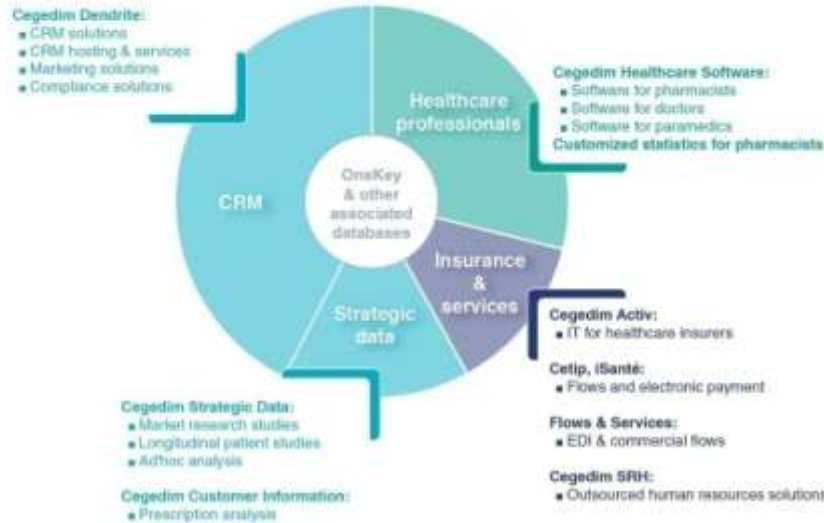 Cegedim Dendrite:
▪ CRM solutions
▪ CRM hosting & services
▪ Marketing solutions
▪ Compliance solutions
Healthcare
professionals
Cegedim Healthcare Software:
▪ Software for pharmacists
▪ Software for doctors
▪ Software for paramedics
Customized statistics for pharmacists
CRM
OneKey
& other
associated
databases
Insurance
&
services
Strategic
data
Cegedim Activ:
▪ IT for healthcare insurers
Cetip, iSanté:
▪ Flows and electronic payment
Flows & Services:
▪ EDI & commercial flows
Cegedim SRH:
▪ Outsourced human resources solutions
Cegedim Strategic Data:
▪ Market research studies
▪ Longitudinal patient studies
▪ Ad'hoc analysis
Cegedim Customer Information:
▪ Prescription analysis